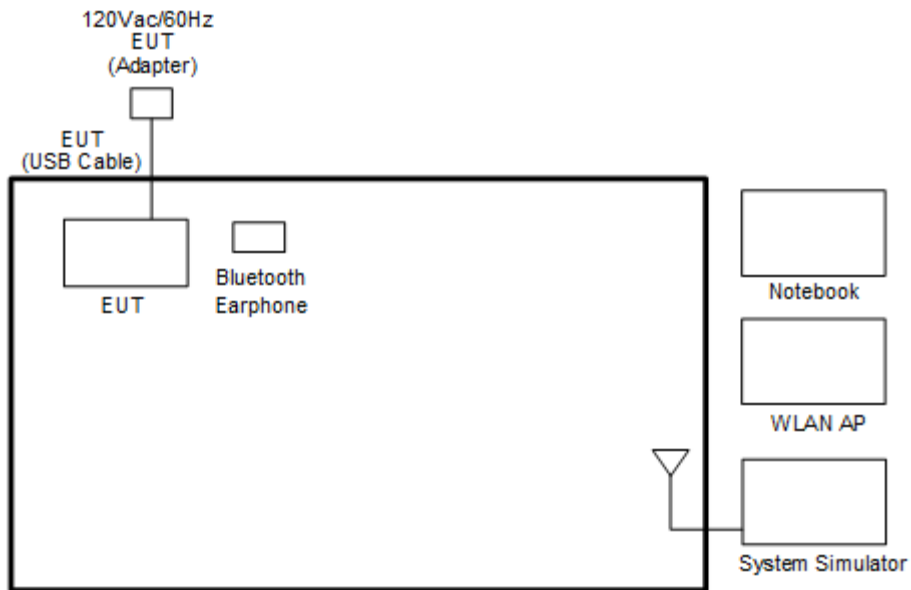 120Vac/60Hz
EUT
(Adapter)
EUT
(USB Cable)
EUT
Bluetooth
Earphone
Notebook
WLAN AP
System Simulator